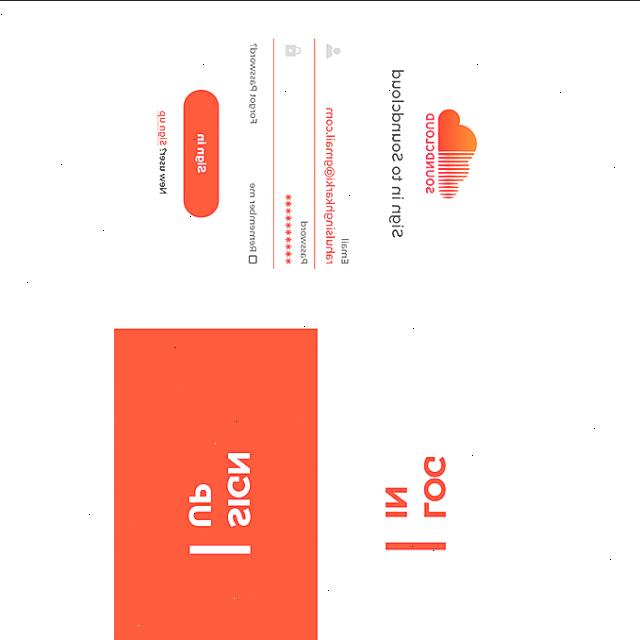 LOG
IN
SIGN
UP
SOUNDCLOUD
Sign in to Soundcloud
Email
rahulsinghkarki@gmail.com
Password
**********
Remember me
Forgot Password?
Sign in
New user? Sign up